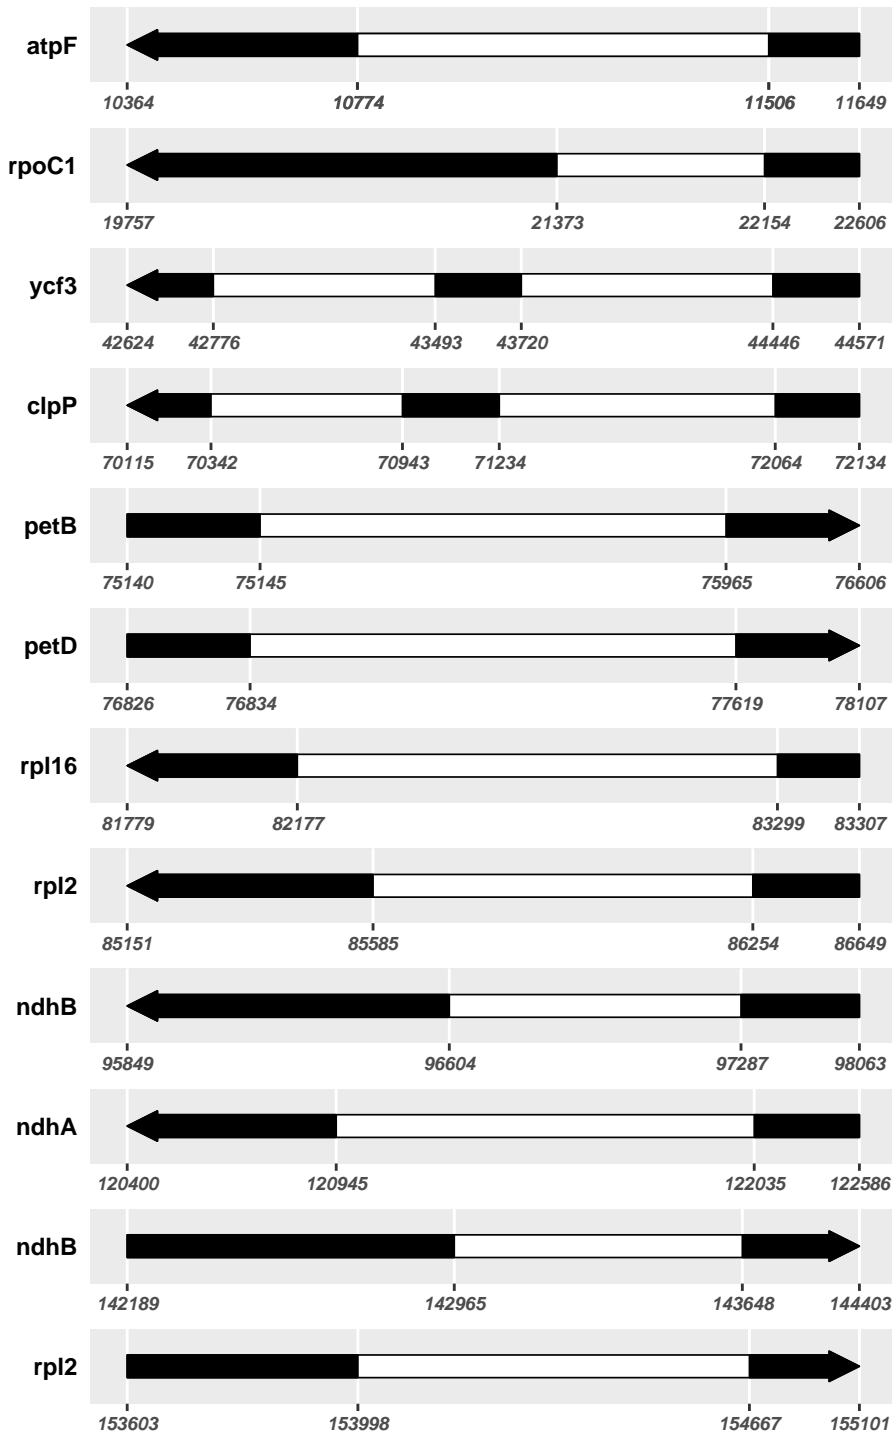 atpF
10364 10774 11506 11649
rpoC1
19757 21373 22154 22606
ycf3
42624 42776 43493 43720 44446 44571
clpP
70115 70342 70943 71234 72064 72134
petB
75140 75145 75965 76606
petD
76826 76834 77619 78107
rpl16
81779 82177 83299 83307
rpl2
85151 85585 86254 86649
ndhB
95849 96604 97287 98063
ndhA
120400 120945 122035 122586
ndhB
142189 142965 143648 144403
rpl2
153603 153998 154667 155101